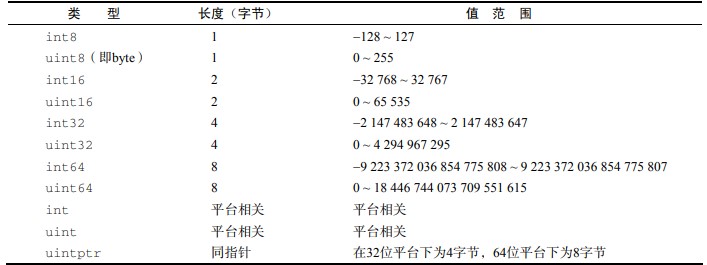 类 型 长度（字节） 值 范 围
int8 1 –128 ~ 127
uint8（即byte） 1 0 ~ 255
int16 2 –32 768 ~ 32 767
uint16 2 0 ~ 65 535
int32 4 –2 147 483 648 ~ 2 147 483 647
uint32 4 0 ~ 4 294 967 295
int64 8 –9 223 372 036 854 775 808 ~ 9 223 372 036 854 775 807
uint64 8 0 ~ 18 446 744 073 709 551 615
int 平台相关 平台相关
uint 平台相关 平台相关
uintptr 同指针 在32位平台下为4字节，64位平台下为8字节